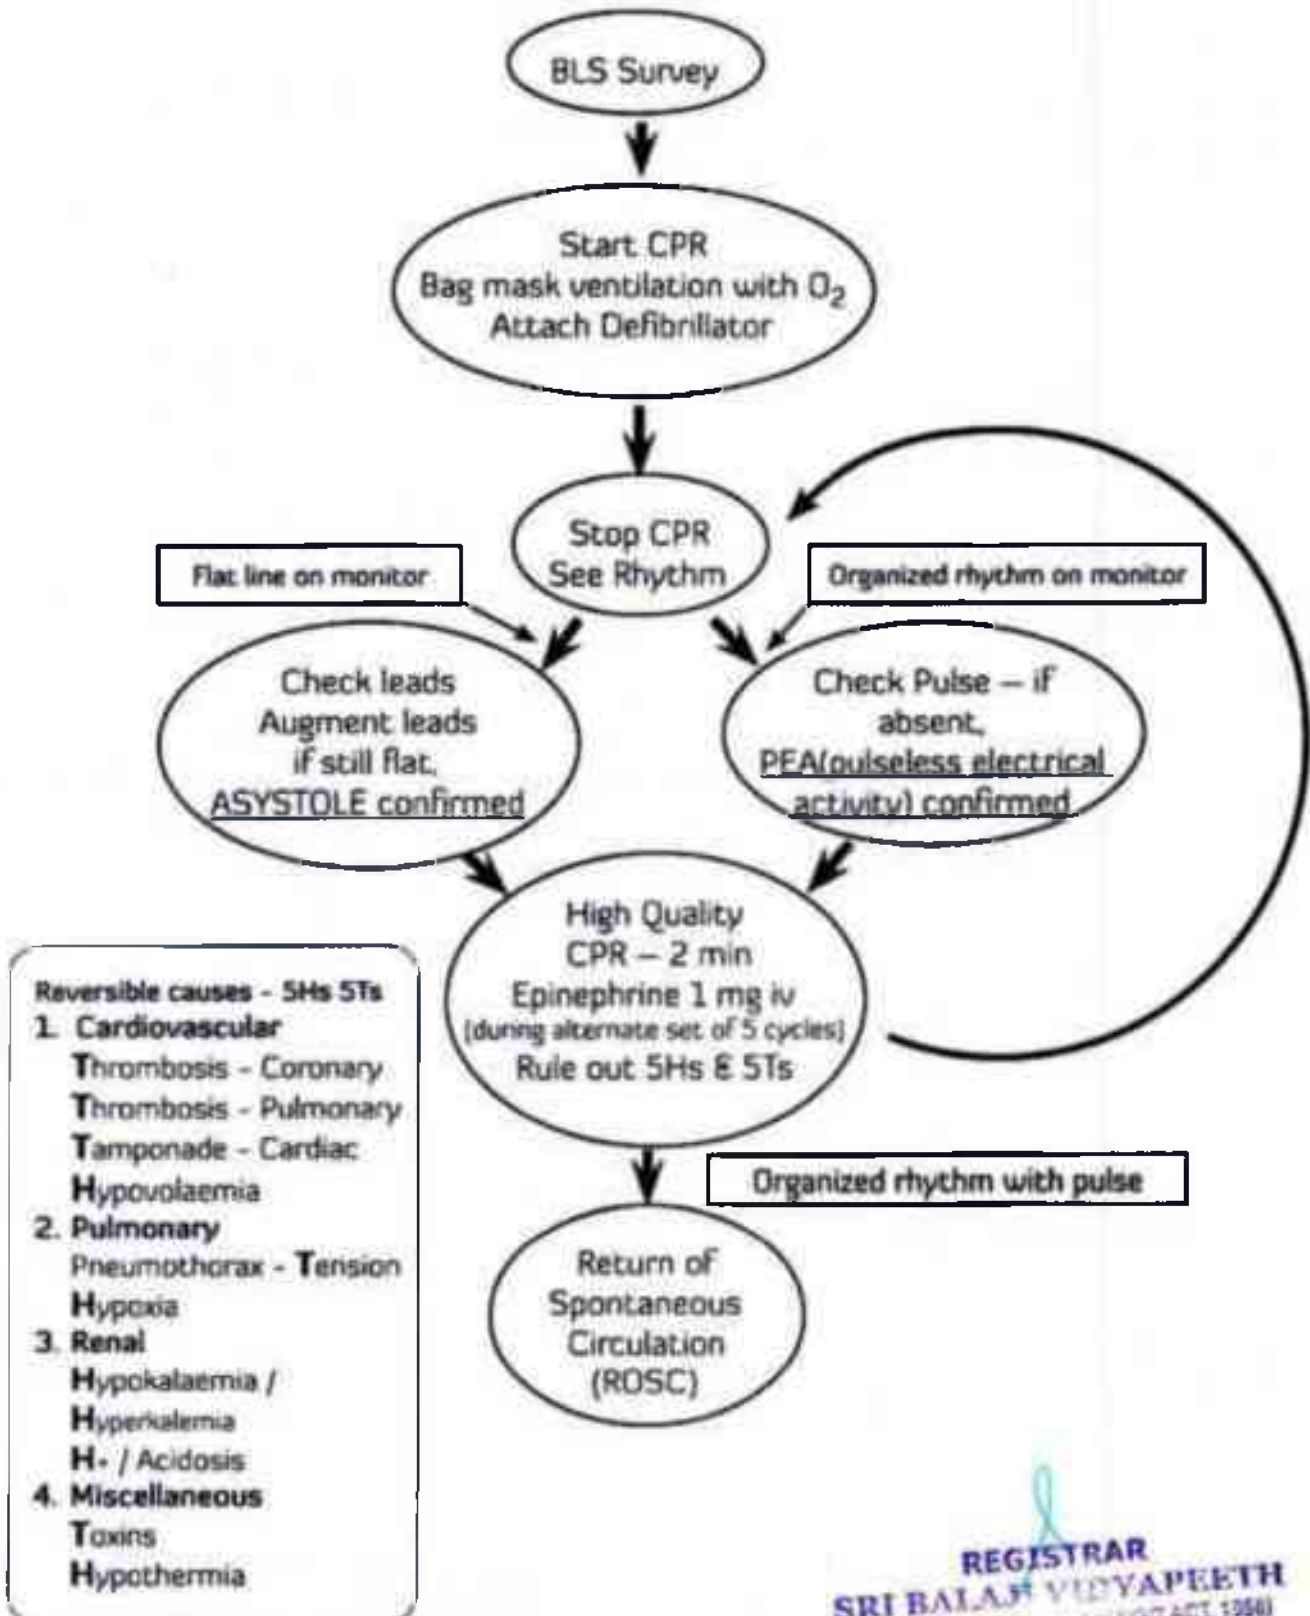 BLS Survey
Start CPR
Bag mask ventilation with O₂
Attach Defibrillator
Stop CPR
See Rhythm
Flat line on monitor
Organized rhythm on monitor
Check leads
Augment leads
if still flat,
ASYSTOLE confirmed
Check Pulse – if
absent,
PEA(pulseless electrical
activity) confirmed
High Quality
CPR – 2 min
Epinephrine 1 mg iv
(during alternate set of 5 cycles)
Rule out 5Hs & 5Ts
Organized rhythm with pulse
Return of
Spontaneous
Circulation
(ROSC)
Reversible causes - 5Hs 5Ts
1. Cardiovascular
Thrombosis - Coronary
Thrombosis - Pulmonary
Tamponade - Cardiac
Hypovolaemia
2. Pulmonary
Pneumothorax - Tension
Hypoxia
3. Renal
Hypokalaemia /
Hyperkalemia
H+ / Acidosis
4. Miscellaneous
Toxins
Hypothermia
REGISTRAR
SRI BALAJI VIDYAPEETH
ACT, 1956)